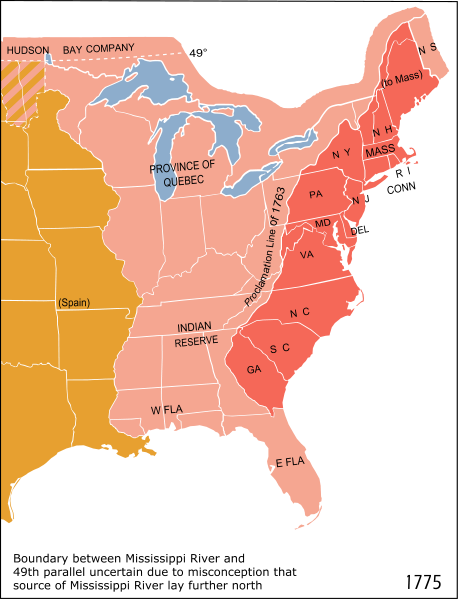 HUDSON BAY COMPANY
49°
N S
(to Mass)
N H
N Y
MASS
R I
CONN
PROVINCE OF
QUEBEC
PA
N J
Proclamation Line of 1763
MD
DEL
VA
(Spain)
N C
INDIAN
RESERVE
S C
GA
W FLA
E FLA
Boundary between Mississippi River and
49th parallel uncertain due to misconception that
source of Mississippi River lay further north
1775